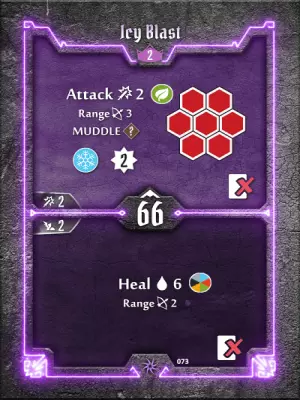 Icy Blast
2
Attack 2
Range 3
MUDDLE ?
2
2
66
2
Heal 6
Range 2
073